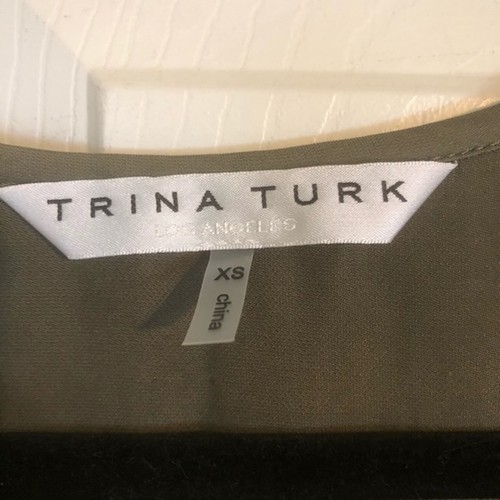 TRINA TURK
LOS ANGELES
XS
china